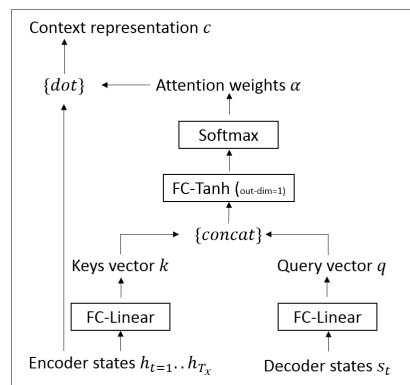 Context representation c
{dot}
Attention weights α
Softmax
FC-Tanh (out-dim=1)
{concat}
Keys vector k
Query vector q
FC-Linear
FC-Linear
Encoder states h_{t=1}..h_{T_x}
Decoder states s_t